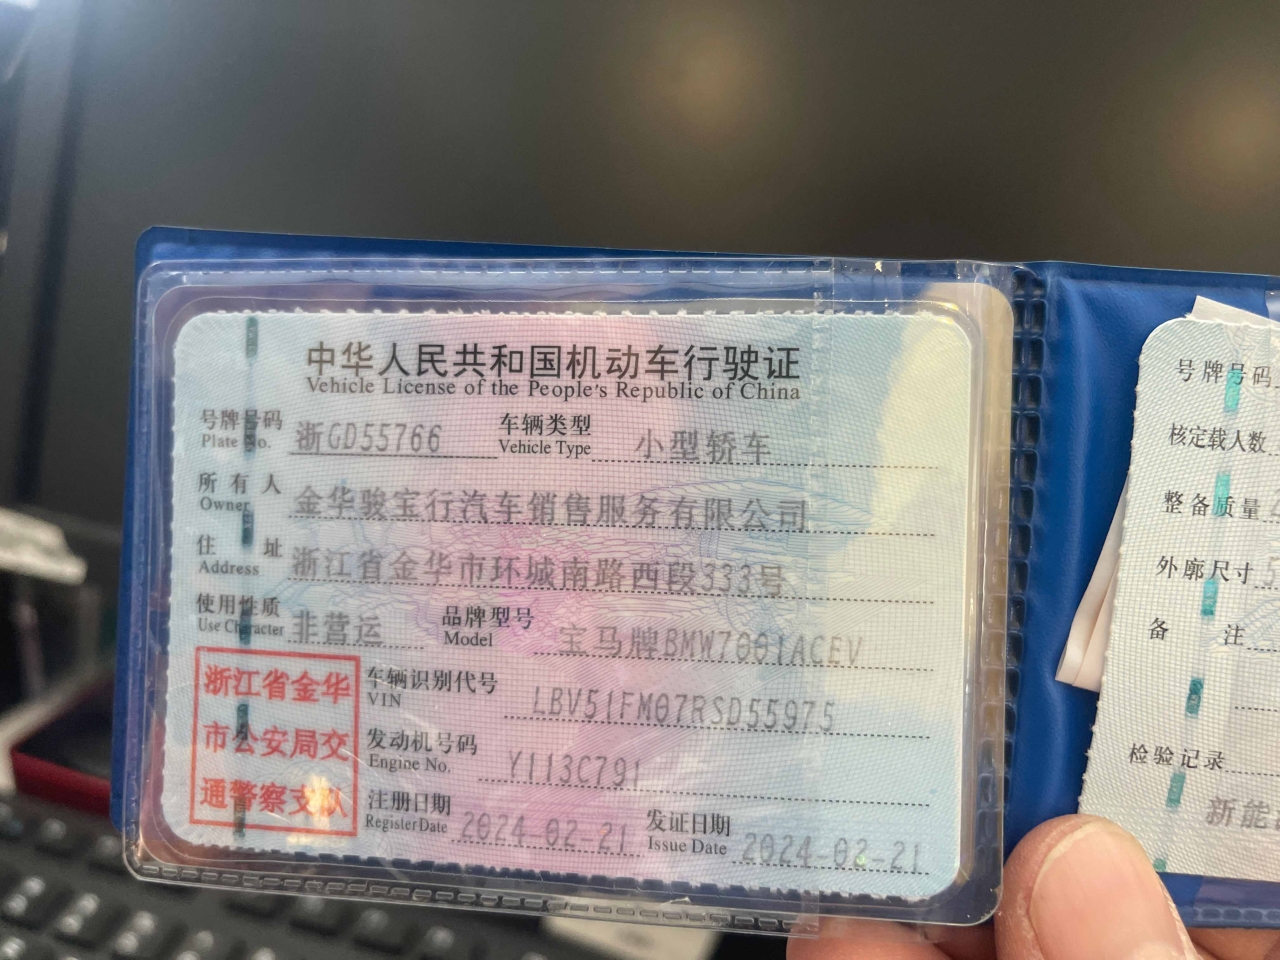 中华人民共和国机动车行驶证
Vehicle License of the People's Republic of China
号牌号码 浙GD55766 车辆类型 小型轿车
Plate No. Vehicle Type
所有人 金华骏宝行汽车销售服务有限公司
Owner
住址 浙江省金华市环城南路西段333号
Address
使用性质 非营运 品牌型号 宝马牌BMW7001ACEV
Use Character Model
浙江省金华
市公安局交
通警察支队
车辆识别代号 LBV51FM07RSD55975
VIN
发动机号码 Y113C791
Engine No.
注册日期 2024-02-21 发证日期 2024-02-21
Register Date Issue Date
号牌号码
核定载人数
整备质量
外廓尺寸
备注
检验记录
新能